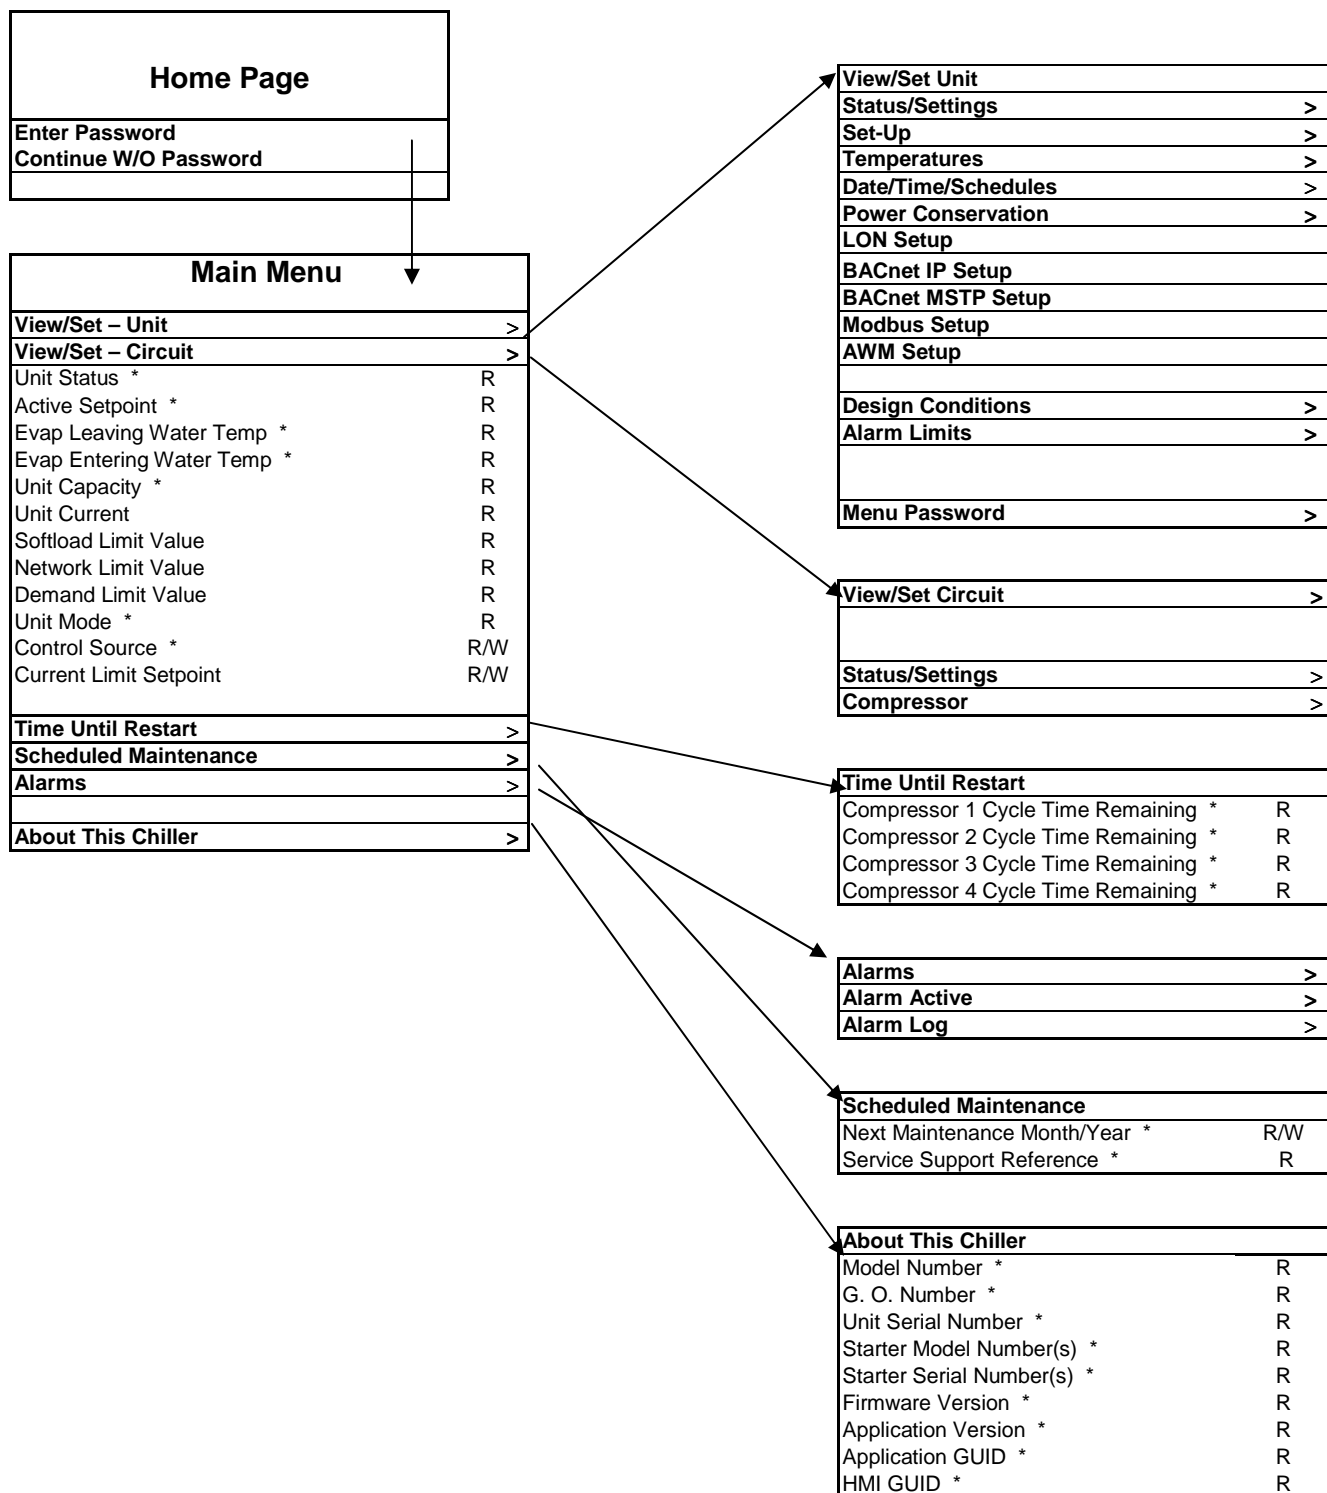 Home Page
Enter Password
Continue W/O Password
Main Menu
View/Set – Unit >
View/Set – Circuit >
Unit Status * R
Active Setpoint * R
Evap Leaving Water Temp * R
Evap Entering Water Temp * R
Unit Capacity * R
Unit Current R
Softload Limit Value R
Network Limit Value R
Demand Limit Value R
Unit Mode * R
Control Source * R/W
Current Limit Setpoint R/W
Time Until Restart >
Scheduled Maintenance >
Alarms >
About This Chiller >
View/Set Unit
Status/Settings >
Set-Up >
Temperatures >
Date/Time/Schedules >
Power Conservation >
LON Setup
BACnet IP Setup
BACnet MSTP Setup
Modbus Setup
AWM Setup
Design Conditions >
Alarm Limits >
Menu Password >
View/Set Circuit >
Status/Settings >
Compressor >
Time Until Restart
Compressor 1 Cycle Time Remaining * R
Compressor 2 Cycle Time Remaining * R
Compressor 3 Cycle Time Remaining * R
Compressor 4 Cycle Time Remaining * R
Alarms >
Alarm Active >
Alarm Log >
Scheduled Maintenance
Next Maintenance Month/Year * R/W
Service Support Reference * R
About This Chiller
Model Number * R
G. O. Number * R
Unit Serial Number * R
Starter Model Number(s) * R
Starter Serial Number(s) * R
Firmware Version * R
Application Version * R
Application GUID * R
HMI GUID * R